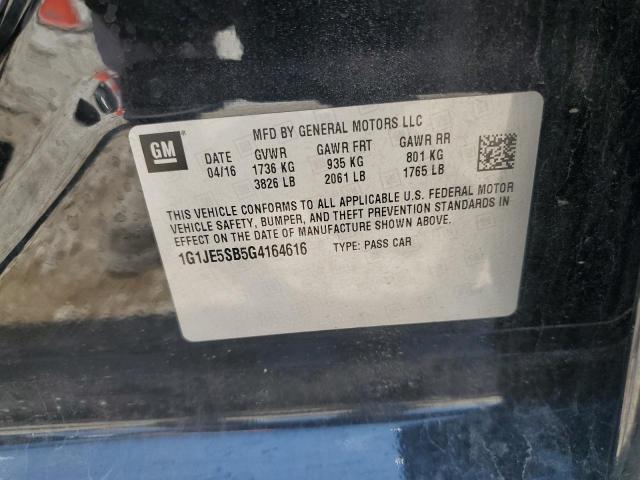 MFD BY GENERAL MOTORS LLC
GM
DATE GVWR GAWR FRT GAWR RR
04/16 1736 KG 935 KG 801 KG
3826 LB 2061 LB 1765 LB
THIS VEHICLE CONFORMS TO ALL APPLICABLE U.S. FEDERAL MOTOR
VEHICLE SAFETY, BUMPER, AND THEFT PREVENTION STANDARDS IN
EFFECT ON THE DATE OF MANUFACTURE SHOWN ABOVE.
1G1JE5SB5G4164616 TYPE: PASS CAR